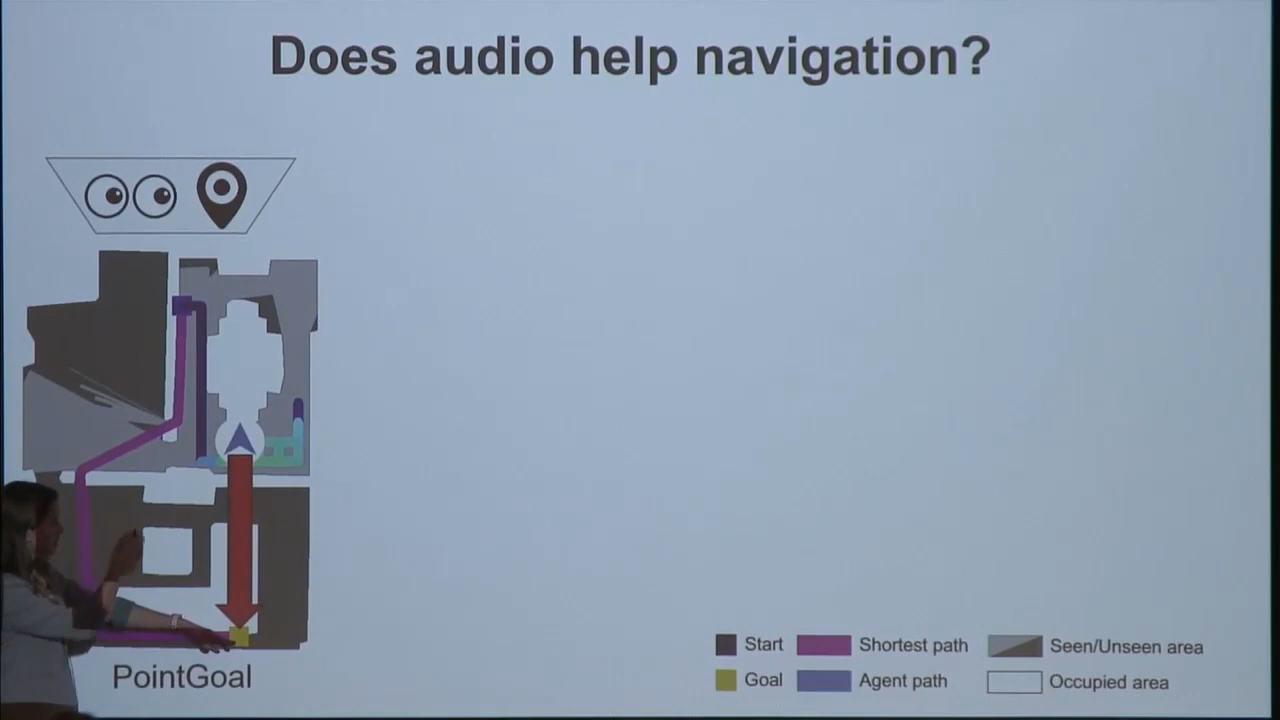 Does audio help navigation?
PointGoal
Start
Shortest path
Seen/Unseen area
Goal
Agent path
Occupied area